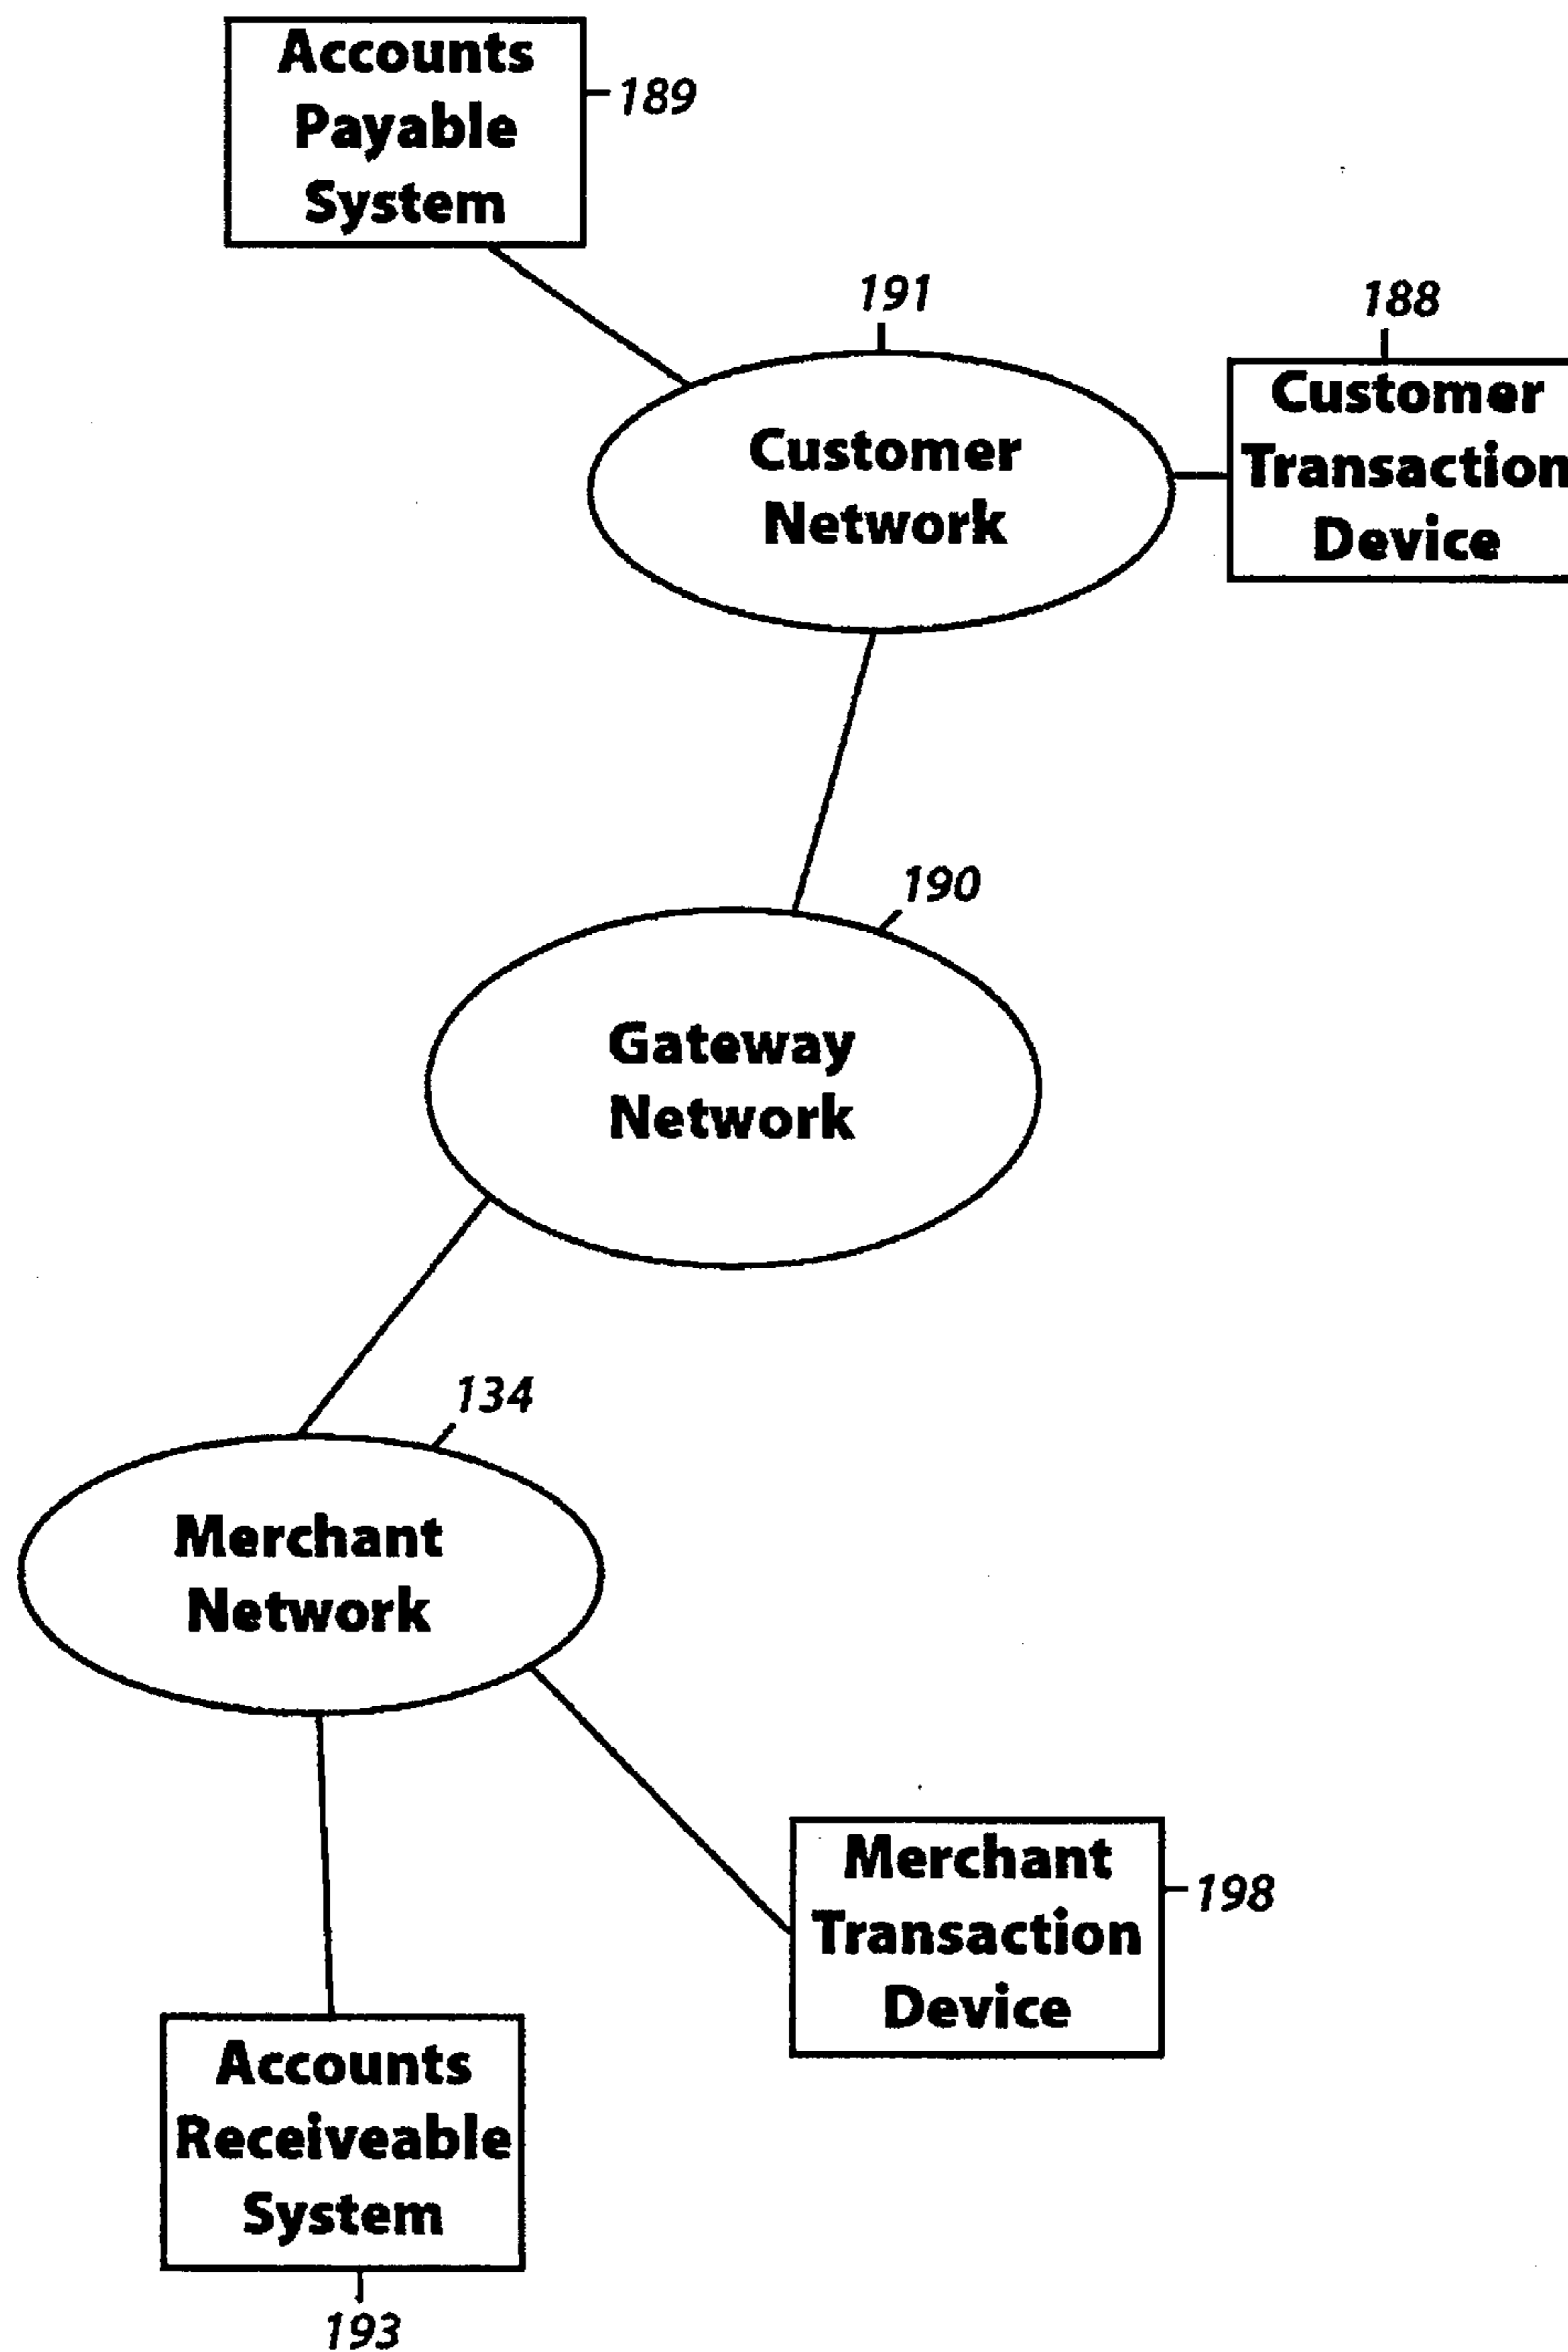 Accounts
Payable
System
189
191
188
Customer
Network
Customer
Transaction
Device
190
Gateway
Network
134
Merchant
Network
Merchant
Transaction
Device
198
Accounts
Receiveable
System
193